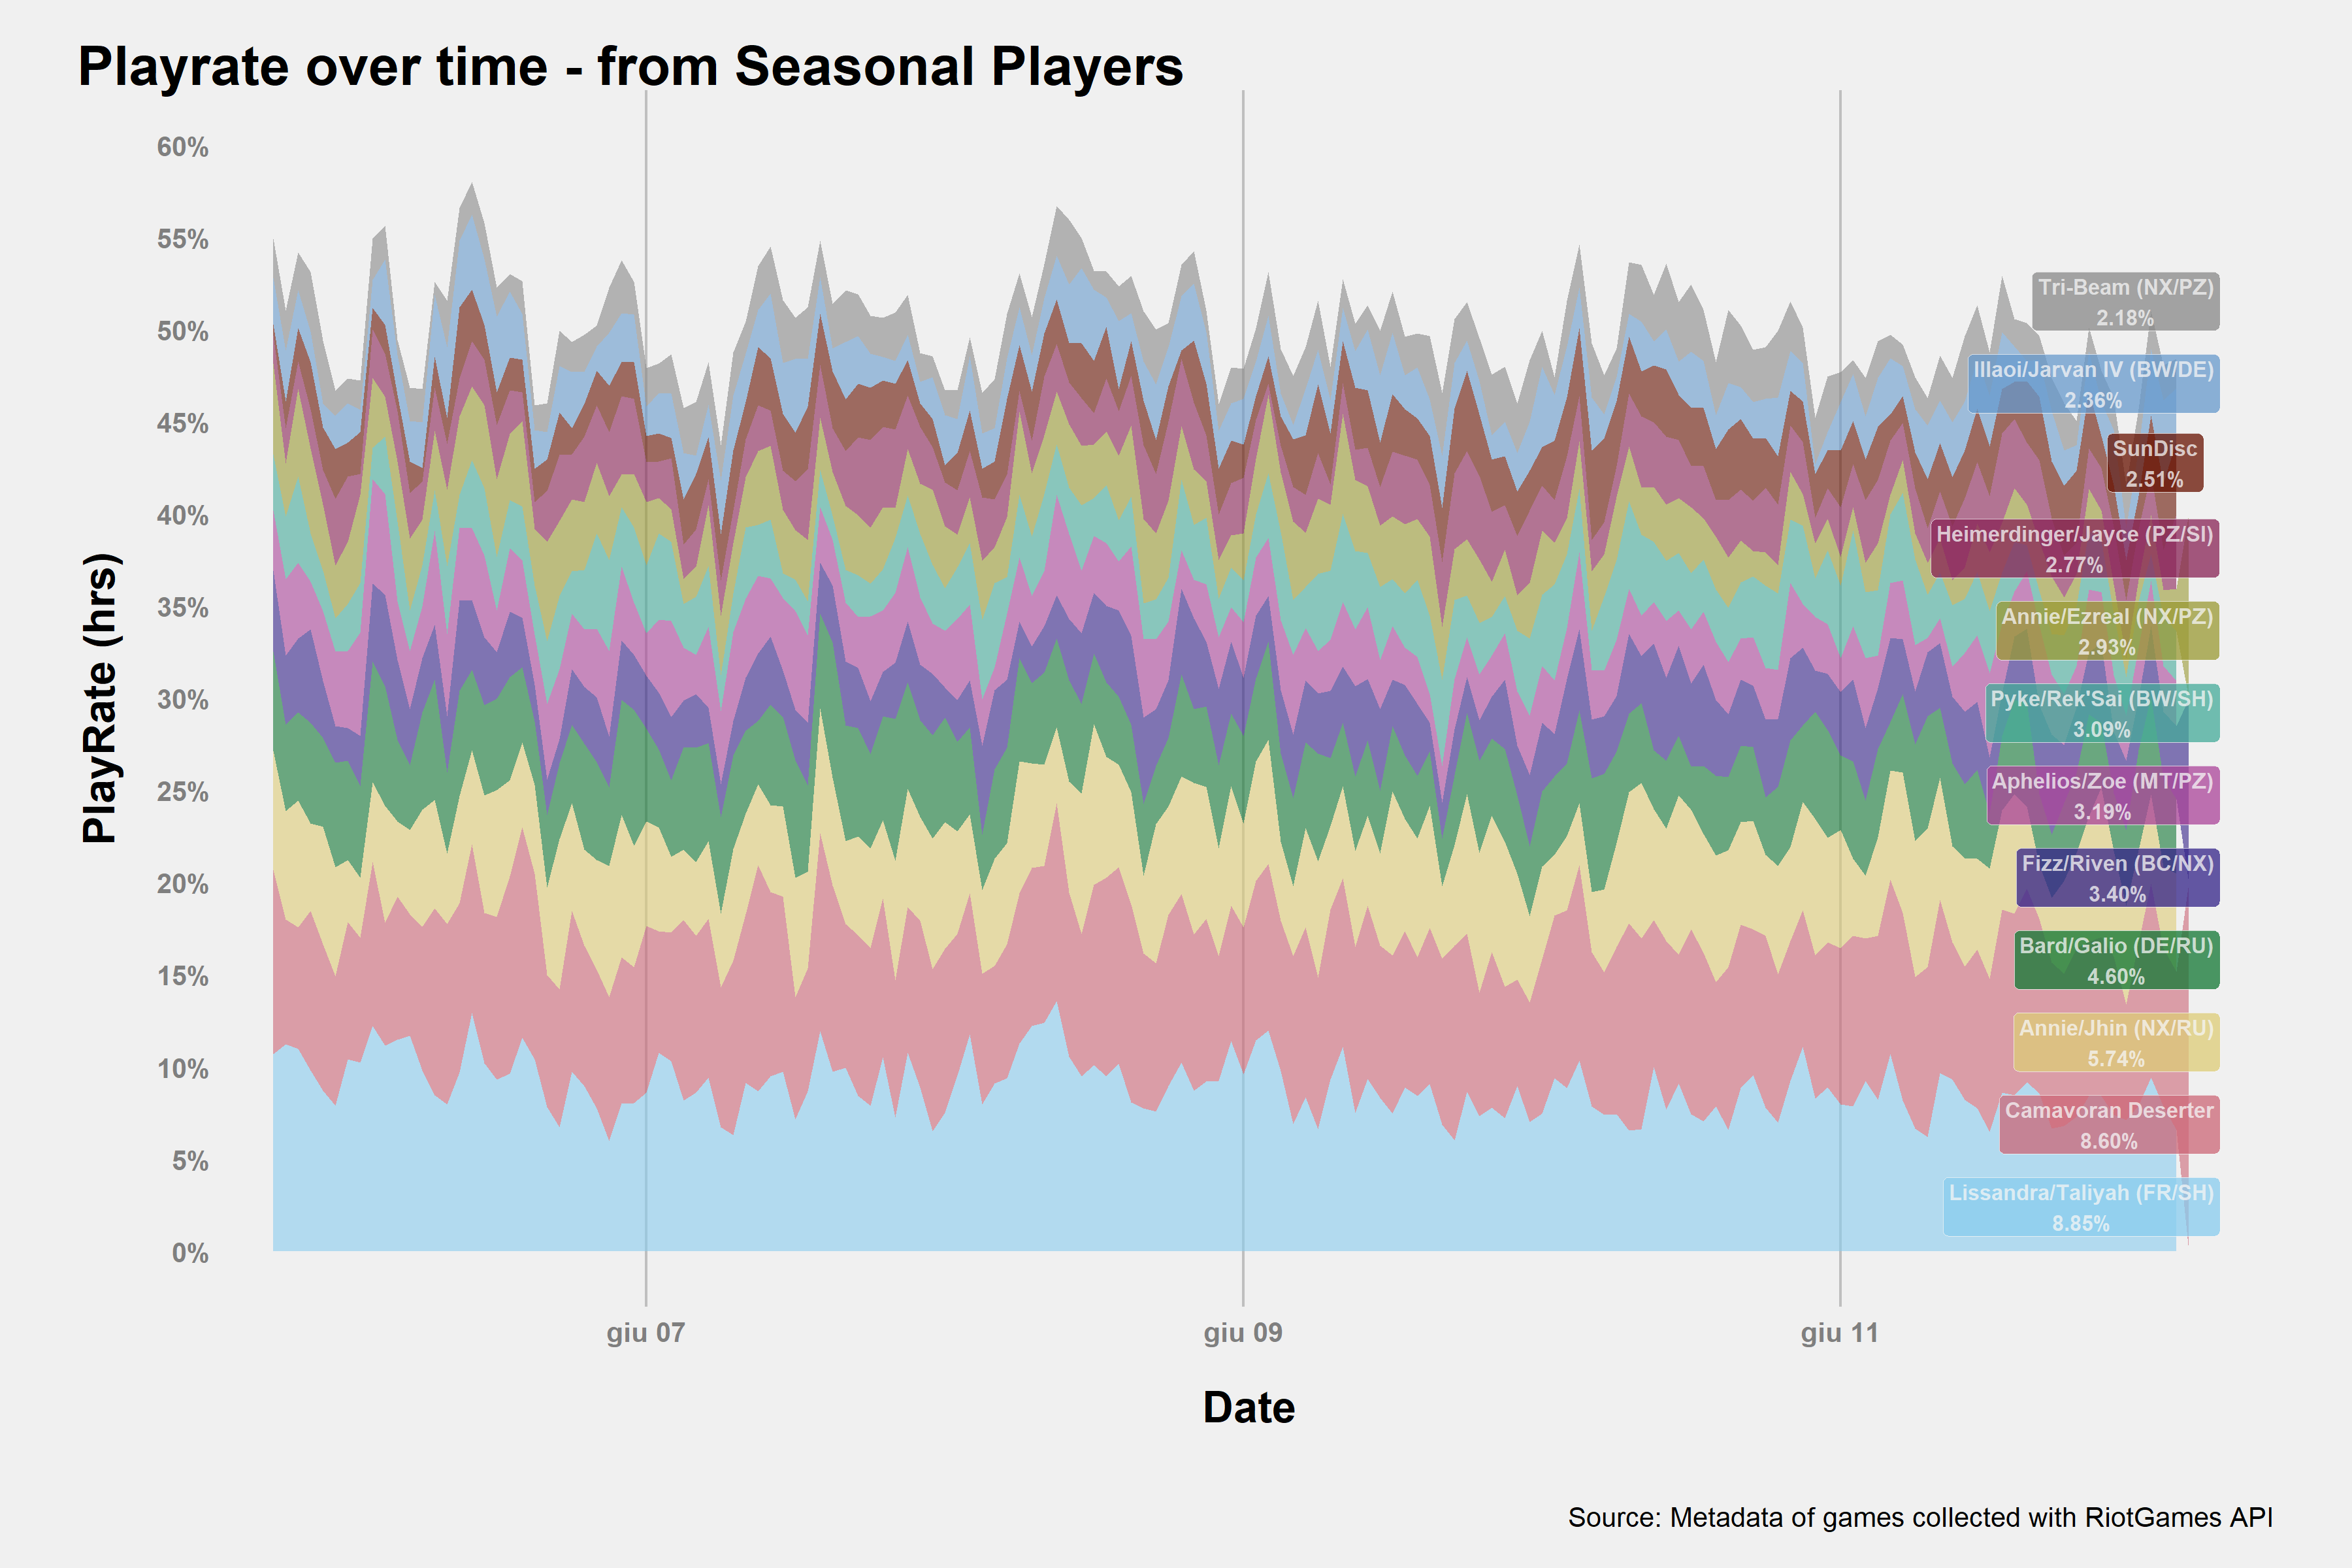 Playrate over time - from Seasonal Players
PlayRate (hrs)
60%
55%
50%
45%
40%
35%
30%
25%
20%
15%
10%
5%
0%
Tri-Beam (NX/PZ)
2.18%
Illaoi/Jarvan IV (BW/DE)
2.36%
SunDisc
2.51%
Heimerdinger/Jayce (PZ/SI)
2.77%
Annie/Ezreal (NX/PZ)
2.93%
Pyke/Rek'Sai (BW/SH)
3.09%
Aphelios/Zoe (MT/PZ)
3.19%
Fizz/Riven (BC/NX)
3.40%
Bard/Galio (DE/RU)
4.60%
Annie/Jhin (NX/RU)
5.74%
Camavoran Deserter
8.60%
Lissandra/Taliyah (FR/SH)
8.85%
giu 07
giu 09
giu 11
Date
Source: Metadata of games collected with RiotGames API